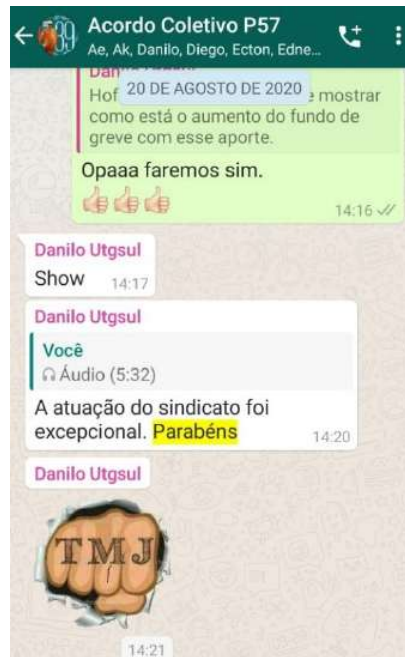 Acordo Coletivo P57
Ae, Ak, Danilo, Diego, Ecton, Edne...
20 DE AGOSTO DE 2020
mostrar
como está o aumento do fundo de
greve com esse aporte.
Opaaa faremos sim.
14:16
Danilo Utgsul
Show 14:17
Danilo Utgsul
Você
Áudio (5:32)
A atuação do sindicato foi
excepcional. Parabéns 14:20
Danilo Utgsul
TMJ
14:21